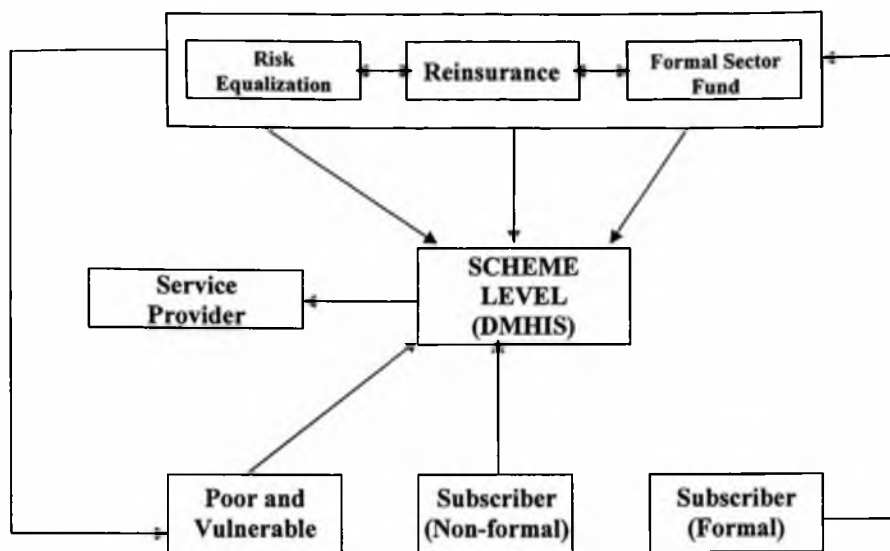 Risk
Equalization
Reinsurance
Formal Sector
Fund
SCHEME
LEVEL
(DMHIS)
Service
Provider
Poor and
Vulnerable
Subscriber
(Non-formal)
Subscriber
(Formal)